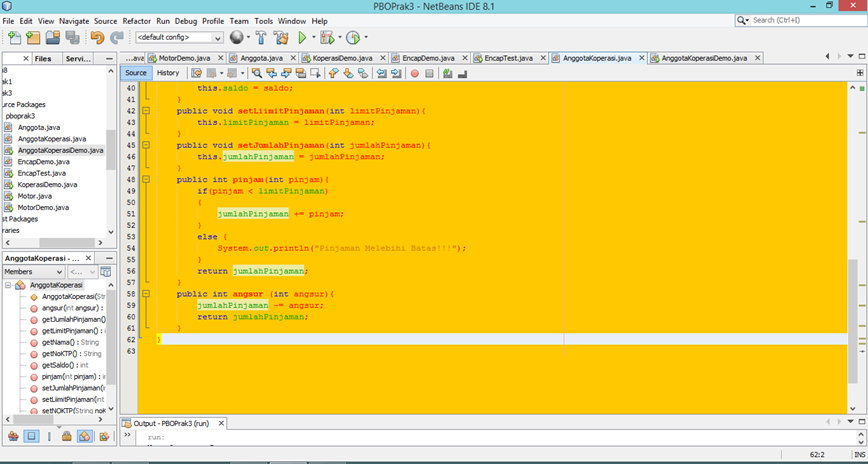 PBOPrak3 - NetBeans IDE 8.1
File Edit View Navigate Source Refactor Run Debug Profile Team Tools Window Help
Search (Ctrl+I)
<default config>
Files Servi... ...ava MotorDemo.java Anggota.java KoperasiDemo.java EncapDemo.java EncapTest.java AnggotaKoperasi.java AnggotaKoperasiDemo.java
Source History
ak1
ak3
urce Packages
pboprak3
Anggota.java
AnggotaKoperasi.java
AnggotaKoperasiDemo.java
EncapDemo.java
EncapTest.java
KoperasiDemo.java
Motor.java
MotorDemo.java
st Packages
raries
AnggotaKoperasi - ...
Members <...
AnggotaKoperasi
AnggotaKoperasi(Str
angsur(int angsur) :
getJumlahPinjaman()
getLimitPinjaman() : i
getNama() : String
getNoKTP() : String
getSaldo() : int
pinjam(int pinjam) : i
setJumlahPinjaman(i
setLiimitPinjaman(int
setNOKTP(String noK
40 this.saldo = saldo;
41 }
42 public void setLiimitPinjaman(int limitPinjaman){
43 this.limitPinjaman = limitPinjaman;
44 }
45 public void setJumlahPinjaman(int jumlahPinjaman){
46 this.jumlahPinjaman = jumlahPinjaman;
47 }
48 public int pinjam(int pinjam){
49 if(pinjam < limitPinjaman)
50 {
51 jumlahPinjaman += pinjam;
52 }
53 else {
54 System.out.println("Pinjaman Melebihi Batas!!!");
55 }
56 return jumlahPinjaman;
57 }
58 public int angsur (int angsur){
59 jumlahPinjaman -= angsur;
60 return jumlahPinjaman;
61 }
62 }
63
Output - PBOPrak3 (run)
run:
62:2 INS